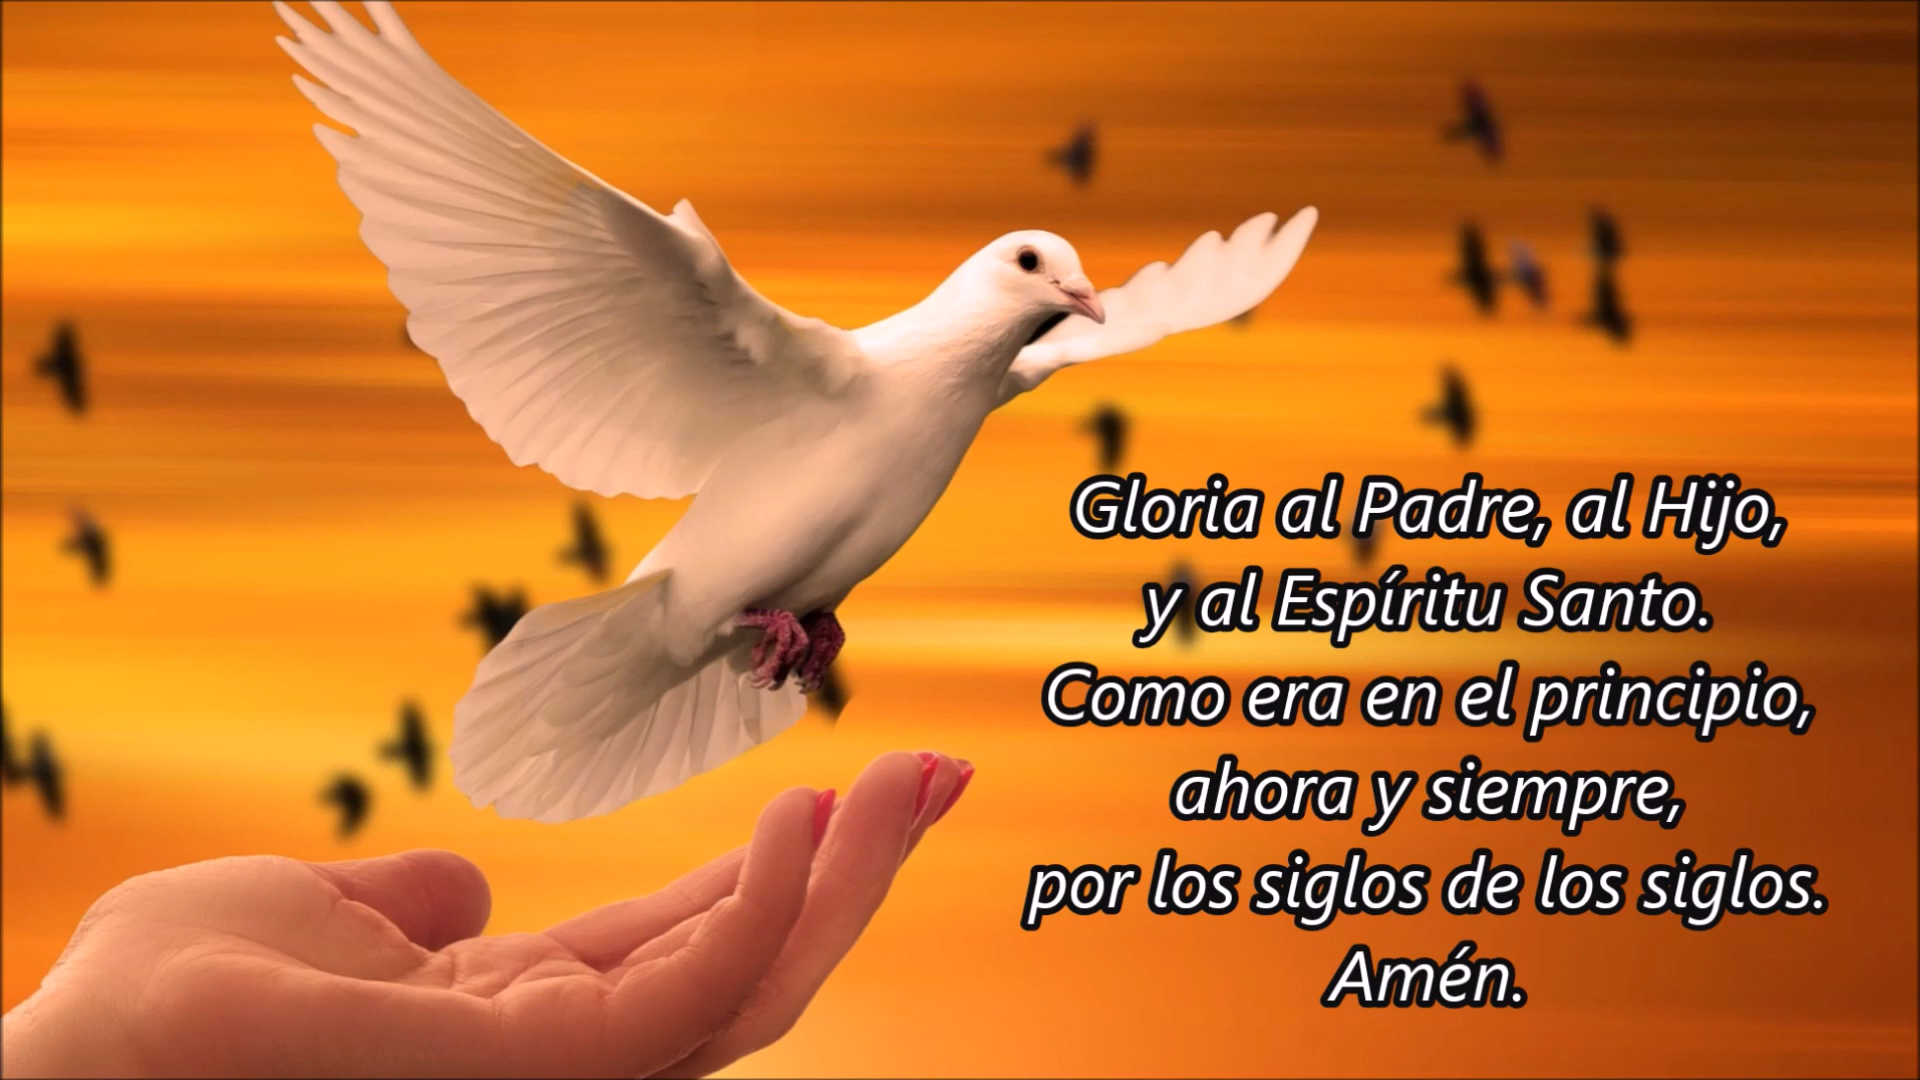 Gloria al Padre, al Hijo,
y al Espíritu Santo.
Como era en el principio,
ahora y siempre,
por los siglos de los siglos.
Amén.